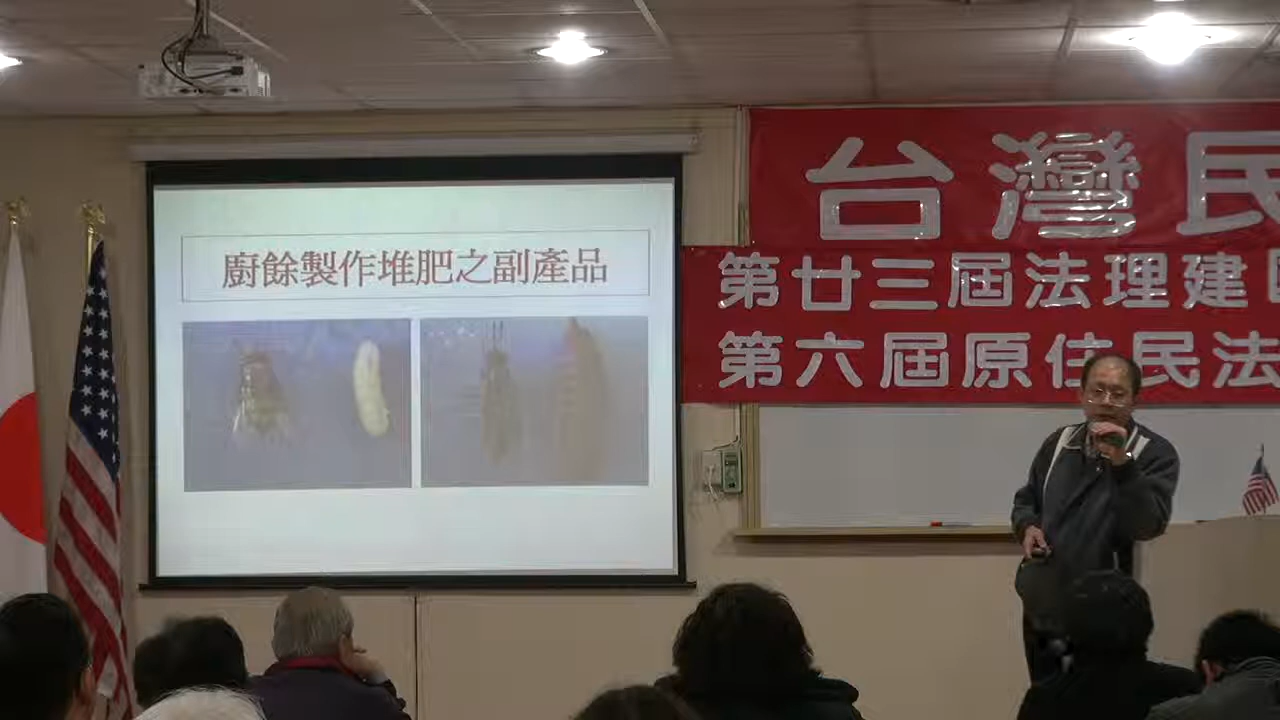 廚餘製作堆肥之副產品
台灣民
第廿三屆法理建
第六屆原住民法